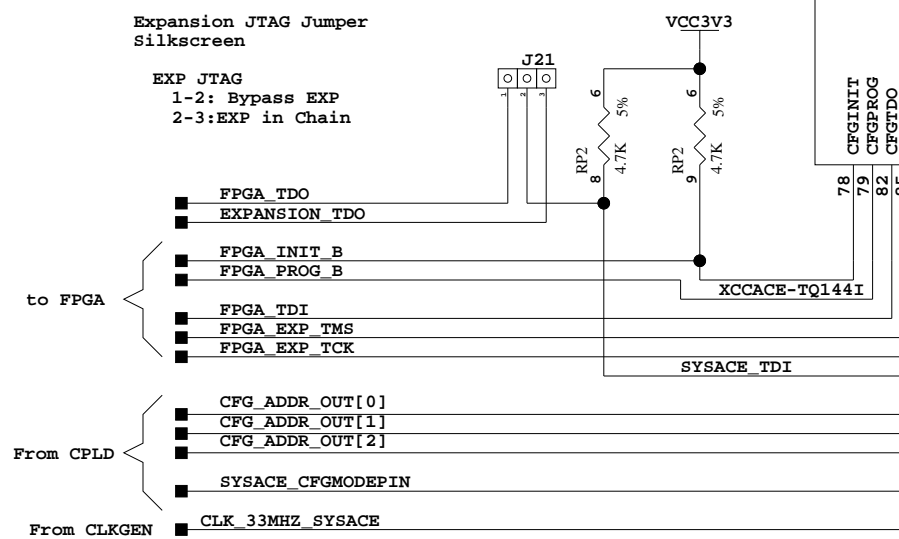 Expansion JTAG Jumper
Silkscreen
EXP JTAG
1-2: Bypass EXP
2-3:EXP in Chain
J21
1
2
3
VCC3V3
6
5%
RP2
4.7K
8
6
5%
RP2
4.7K
9
CFGINIT
CFGPROG
CFGTDO
78
79
82
FPGA_TDO
EXPANSION_TDO
to FPGA
FPGA_INIT_B
FPGA_PROG_B
XCCACE-TQ144I
FPGA_TDI
FPGA_EXP_TMS
FPGA_EXP_TCK
SYSACE_TDI
From CPLD
CFG_ADDR_OUT[0]
CFG_ADDR_OUT[1]
CFG_ADDR_OUT[2]
SYSACE_CFGMODEPIN
From CLKGEN
CLK_33MHZ_SYSACE